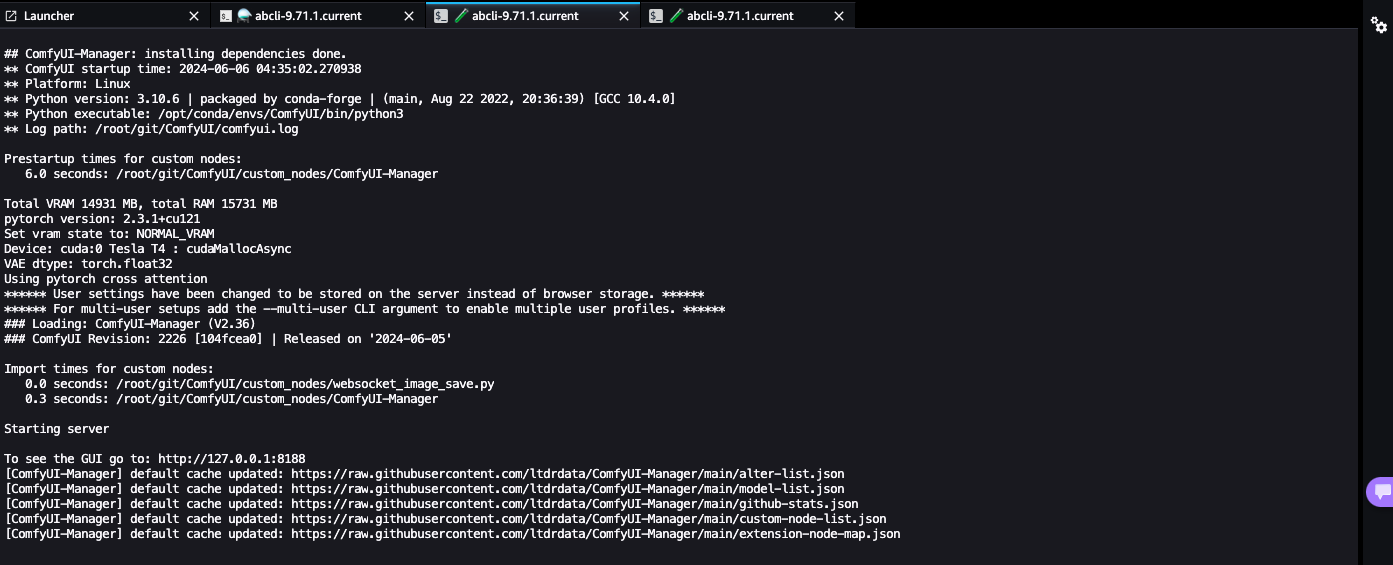 Launcher
abcli-9.71.1.current
abcli-9.71.1.current
abcli-9.71.1.current
## ComfyUI-Manager: installing dependencies done.
** ComfyUI startup time: 2024-06-06 04:35:02.270938
** Platform: Linux
** Python version: 3.10.6 | packaged by conda-forge | (main, Aug 22 2022, 20:36:39) [GCC 10.4.0]
** Python executable: /opt/conda/envs/ComfyUI/bin/python3
** Log path: /root/git/ComfyUI/comfyui.log
Prestartup times for custom nodes:
6.0 seconds: /root/git/ComfyUI/custom_nodes/ComfyUI-Manager
Total VRAM 14931 MB, total RAM 15731 MB
pytorch version: 2.3.1+cu121
Set vram state to: NORMAL_VRAM
Device: cuda:0 Tesla T4 : cudaMallocAsync
VAE dtype: torch.float32
Using pytorch cross attention
****** User settings have been changed to be stored on the server instead of browser storage. ******
****** For multi-user setups add the --multi-user CLI argument to enable multiple user profiles. ******
### Loading: ComfyUI-Manager (V2.36)
### ComfyUI Revision: 2226 [104fcea0] | Released on '2024-06-05'
Import times for custom nodes:
0.0 seconds: /root/git/ComfyUI/custom_nodes/websocket_image_save.py
0.3 seconds: /root/git/ComfyUI/custom_nodes/ComfyUI-Manager
Starting server
To see the GUI go to: http://127.0.0.1:8188
[ComfyUI-Manager] default cache updated: https://raw.githubusercontent.com/ltdrdata/ComfyUI-Manager/main/alter-list.json
[ComfyUI-Manager] default cache updated: https://raw.githubusercontent.com/ltdrdata/ComfyUI-Manager/main/model-list.json
[ComfyUI-Manager] default cache updated: https://raw.githubusercontent.com/ltdrdata/ComfyUI-Manager/main/github-stats.json
[ComfyUI-Manager] default cache updated: https://raw.githubusercontent.com/ltdrdata/ComfyUI-Manager/main/custom-node-list.json
[ComfyUI-Manager] default cache updated: https://raw.githubusercontent.com/ltdrdata/ComfyUI-Manager/main/extension-node-map.json